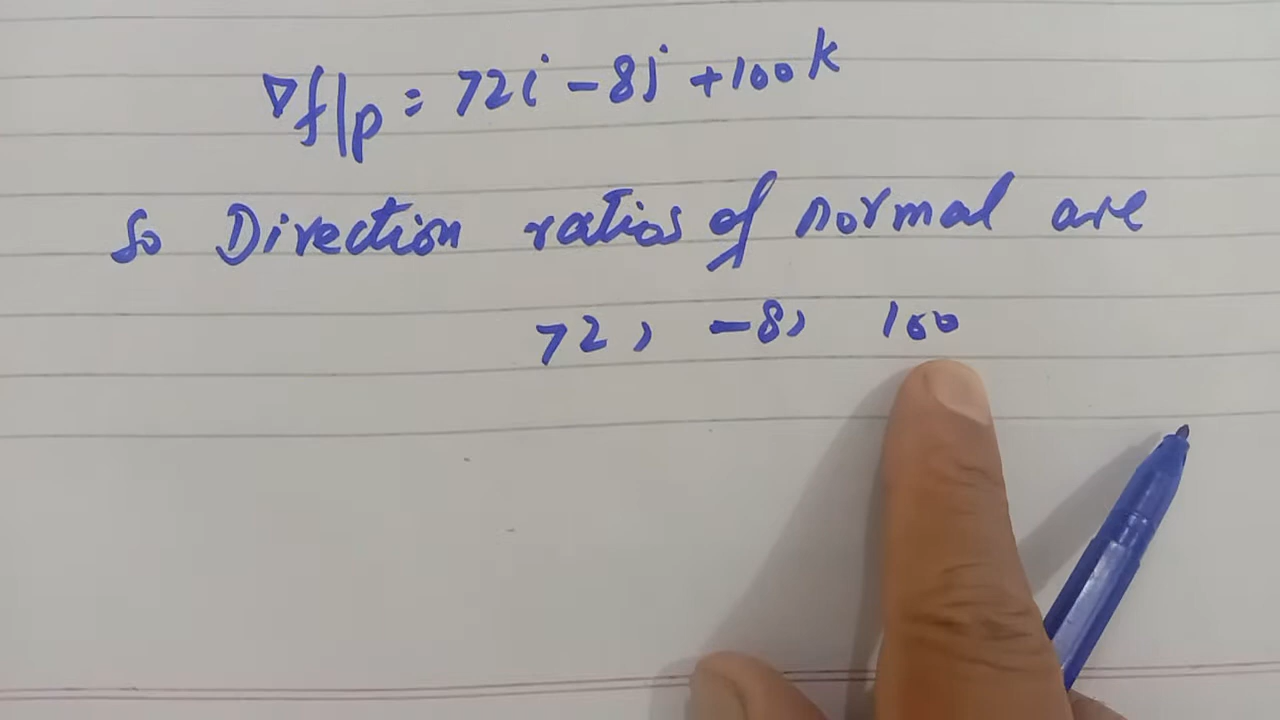 ∇f|p = 72i - 8j + 100k
So Direction ratios of normal are
72, -8, 100